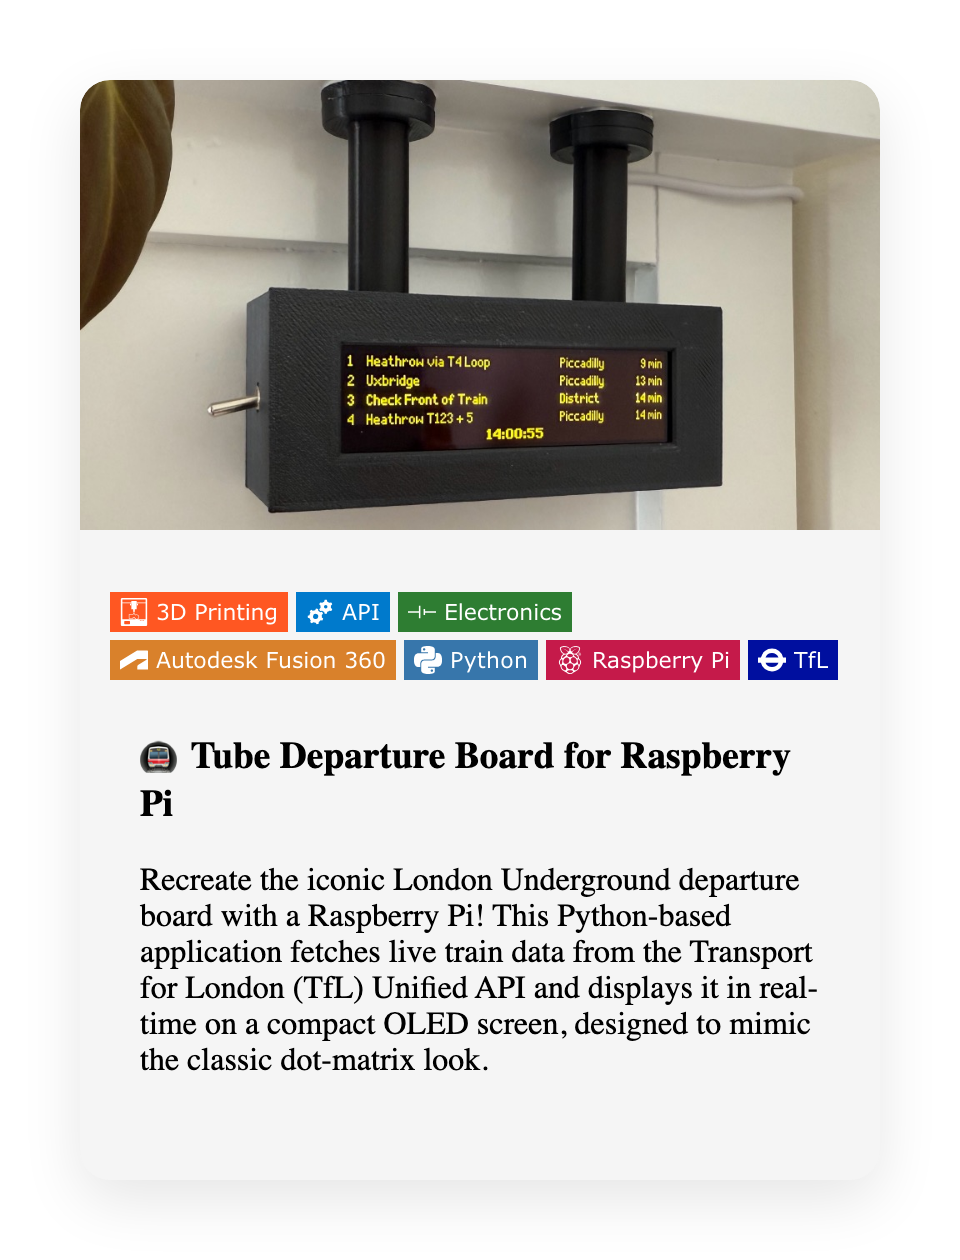 1 Heathrow via T4 Loop Piccadilly 9 min
2 Uxbridge Piccadilly 13 min
3 Check Front of Train District 14 min
4 Heathrow T123 + 5 Piccadilly 14 min
14:00:55
3D Printing API Electronics
Autodesk Fusion 360 Python Raspberry Pi TfL
Tube Departure Board for Raspberry
Pi
Recreate the iconic London Underground departure
board with a Raspberry Pi! This Python-based
application fetches live train data from the Transport
for London (TfL) Unified API and displays it in real-
time on a compact OLED screen, designed to mimic
the classic dot-matrix look.